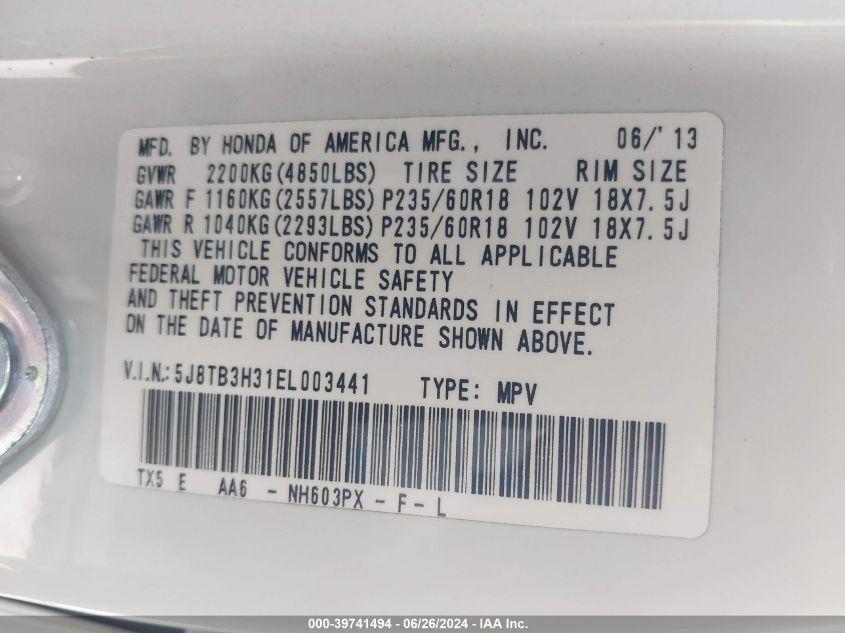 MFD. BY HONDA OF AMERICA MFG., INC. 06/'13
GVWR 2200KG(4850LBS) TIRE SIZE RIM SIZE
GAWR F 1160KG(2557LBS) P235/60R18 102V 18X7.5J
GAWR R 1040KG(2293LBS) P235/60R18 102V 18X7.5J
THIS VEHICLE CONFORMS TO ALL APPLICABLE
FEDERAL MOTOR VEHICLE SAFETY
AND THEFT PREVENTION STANDARDS IN EFFECT
ON THE DATE OF MANUFACTURE SHOWN ABOVE.
V.I.N.: 5J8TB3H31EL003441 TYPE: MPV
TX5 E AA6 - NH603PX - F - L
000-39741494 - 06/26/2024 - IAA Inc.